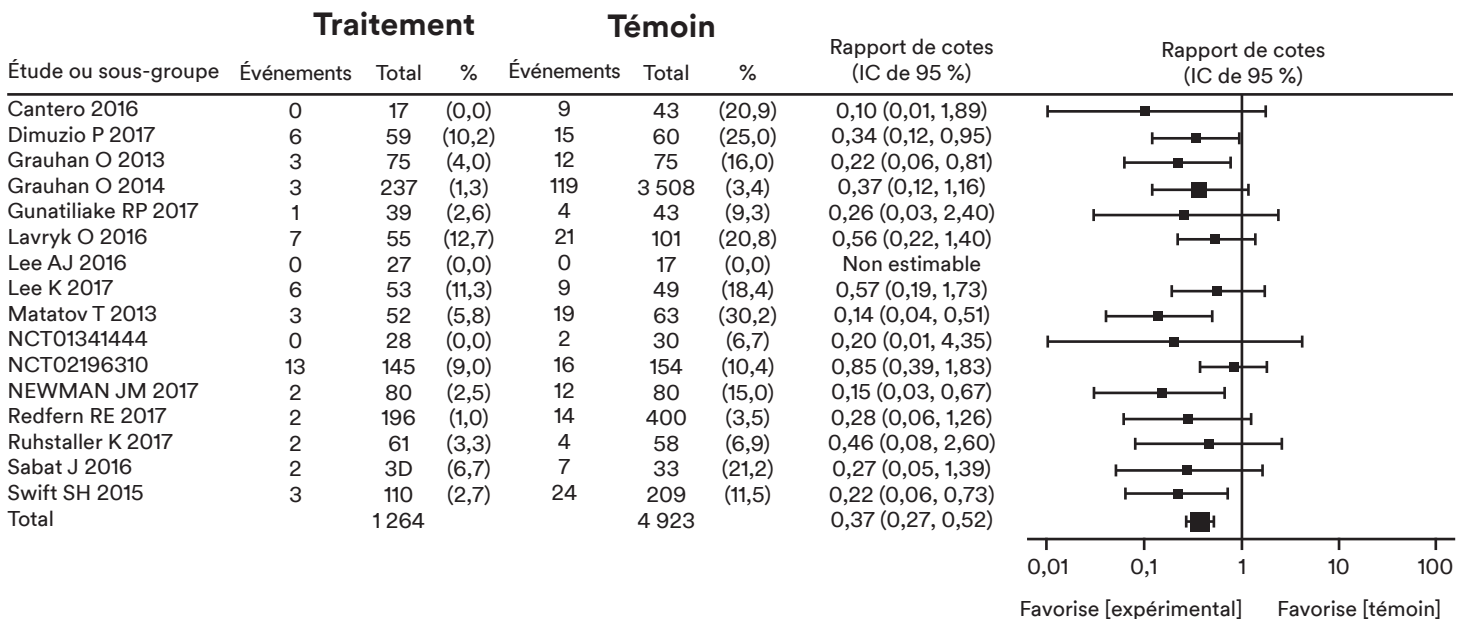 Traitement Témoin
Étude ou sous-groupe Événements Total % Événements Total % Rapport de cotes (IC de 95 %) Rapport de cotes (IC de 95 %)
Cantero 2016 0 17 (0,0) 9 43 (20,9) 0,10 (0,01, 1,89)
Dimuzio P 2017 6 59 (10,2) 15 60 (25,0) 0,34 (0,12, 0,95)
Grauhan O 2013 3 75 (4,0) 12 75 (16,0) 0,22 (0,06, 0,81)
Grauhan O 2014 3 237 (1,3) 119 3 508 (3,4) 0,37 (0,12, 1,16)
Gunatiliake RP 2017 1 39 (2,6) 4 43 (9,3) 0,26 (0,03, 2,40)
Lavryk O 2016 7 55 (12,7) 21 101 (20,8) 0,56 (0,22, 1,40)
Lee AJ 2016 0 27 (0,0) 0 17 (0,0) Non estimable
Lee K 2017 6 53 (11,3) 9 49 (18,4) 0,57 (0,19, 1,73)
Matatov T 2013 3 52 (5,8) 19 63 (30,2) 0,14 (0,04, 0,51)
NCT01341444 0 28 (0,0) 2 30 (6,7) 0,20 (0,01, 4,35)
NCT02196310 13 145 (9,0) 16 154 (10,4) 0,85 (0,39, 1,83)
NEWMAN JM 2017 2 80 (2,5) 12 80 (15,0) 0,15 (0,03, 0,67)
Redfern RE 2017 2 196 (1,0) 14 400 (3,5) 0,28 (0,06, 1,26)
Ruhstaller K 2017 2 61 (3,3) 4 58 (6,9) 0,46 (0,08, 2,60)
Sabat J 2016 2 3D (6,7) 7 33 (21,2) 0,27 (0,05, 1,39)
Swift SH 2015 3 110 (2,7) 24 209 (11,5) 0,22 (0,06, 0,73)
Total 1 264 4 923 0,37 (0,27, 0,52)
0,01 0,1 1 10 100
Favorise [expérimental] Favorise [témoin]